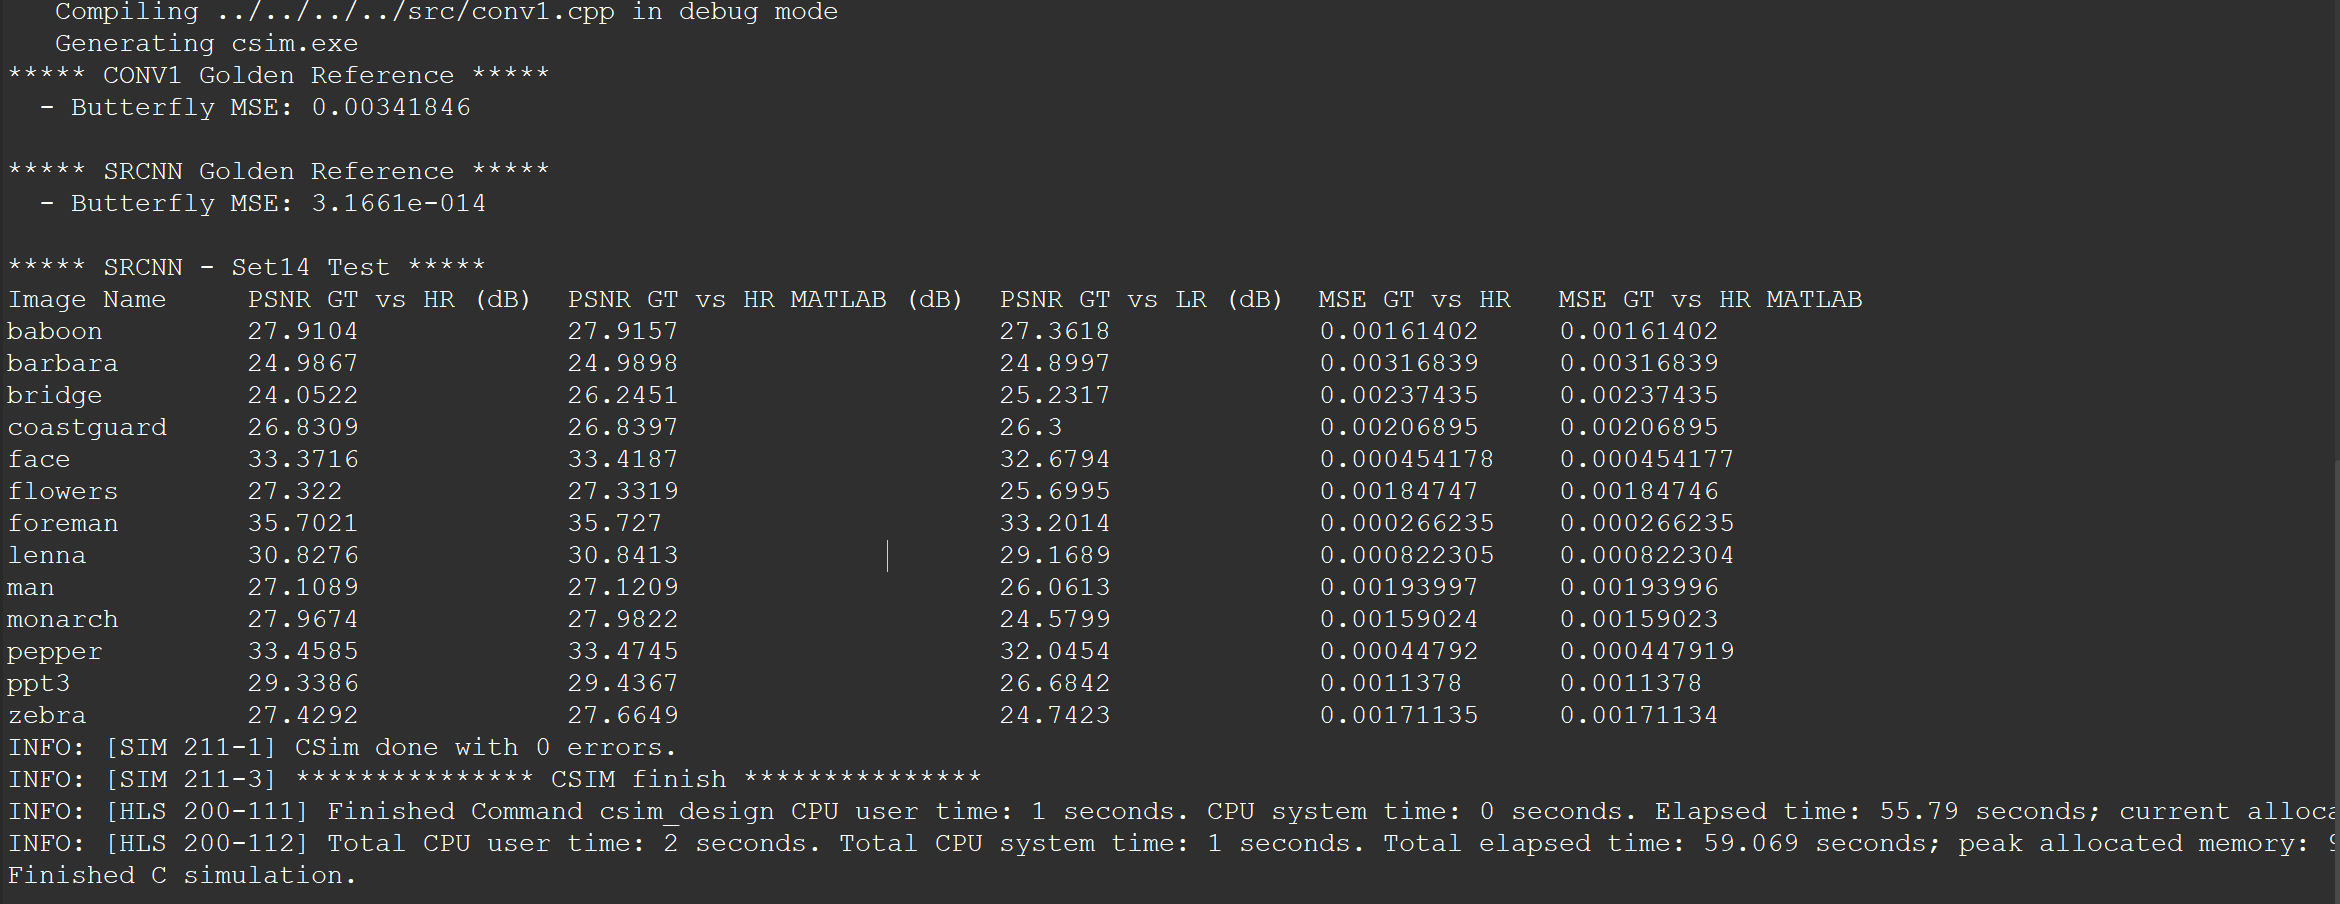 Compiling ../../../../src/conv1.cpp in debug mode
Generating csim.exe
***** CONV1 Golden Reference *****
- Butterfly MSE: 0.00341846
***** SRCNN Golden Reference *****
- Butterfly MSE: 3.1661e-014
***** SRCNN - Set14 Test *****
Image Name PSNR GT vs HR (dB) PSNR GT vs HR MATLAB (dB) PSNR GT vs LR (dB) MSE GT vs HR MSE GT vs HR MATLAB
baboon 27.9104 27.9157 27.3618 0.00161402 0.00161402
barbara 24.9867 24.9898 24.8997 0.00316839 0.00316839
bridge 24.0522 26.2451 25.2317 0.00237435 0.00237435
coastguard 26.8309 26.8397 26.3 0.00206895 0.00206895
face 33.3716 33.4187 32.6794 0.000454178 0.000454177
flowers 27.322 27.3319 25.6995 0.00184747 0.00184746
foreman 35.7021 35.727 33.2014 0.000266235 0.000266235
lenna 30.8276 30.8413 29.1689 0.000822305 0.000822304
man 27.1089 27.1209 26.0613 0.00193997 0.00193996
monarch 27.9674 27.9822 24.5799 0.00159024 0.00159023
pepper 33.4585 33.4745 32.0454 0.00044792 0.000447919
ppt3 29.3386 29.4367 26.6842 0.0011378 0.0011378
zebra 27.4292 27.6649 24.7423 0.00171135 0.00171134
INFO: [SIM 211-1] CSim done with 0 errors.
INFO: [SIM 211-3] *************** CSIM finish ***************
INFO: [HLS 200-111] Finished Command csim_design CPU user time: 1 seconds. CPU system time: 0 seconds. Elapsed time: 55.79 seconds; current alloca
INFO: [HLS 200-112] Total CPU user time: 2 seconds. Total CPU system time: 1 seconds. Total elapsed time: 59.069 seconds; peak allocated memory:
Finished C simulation.